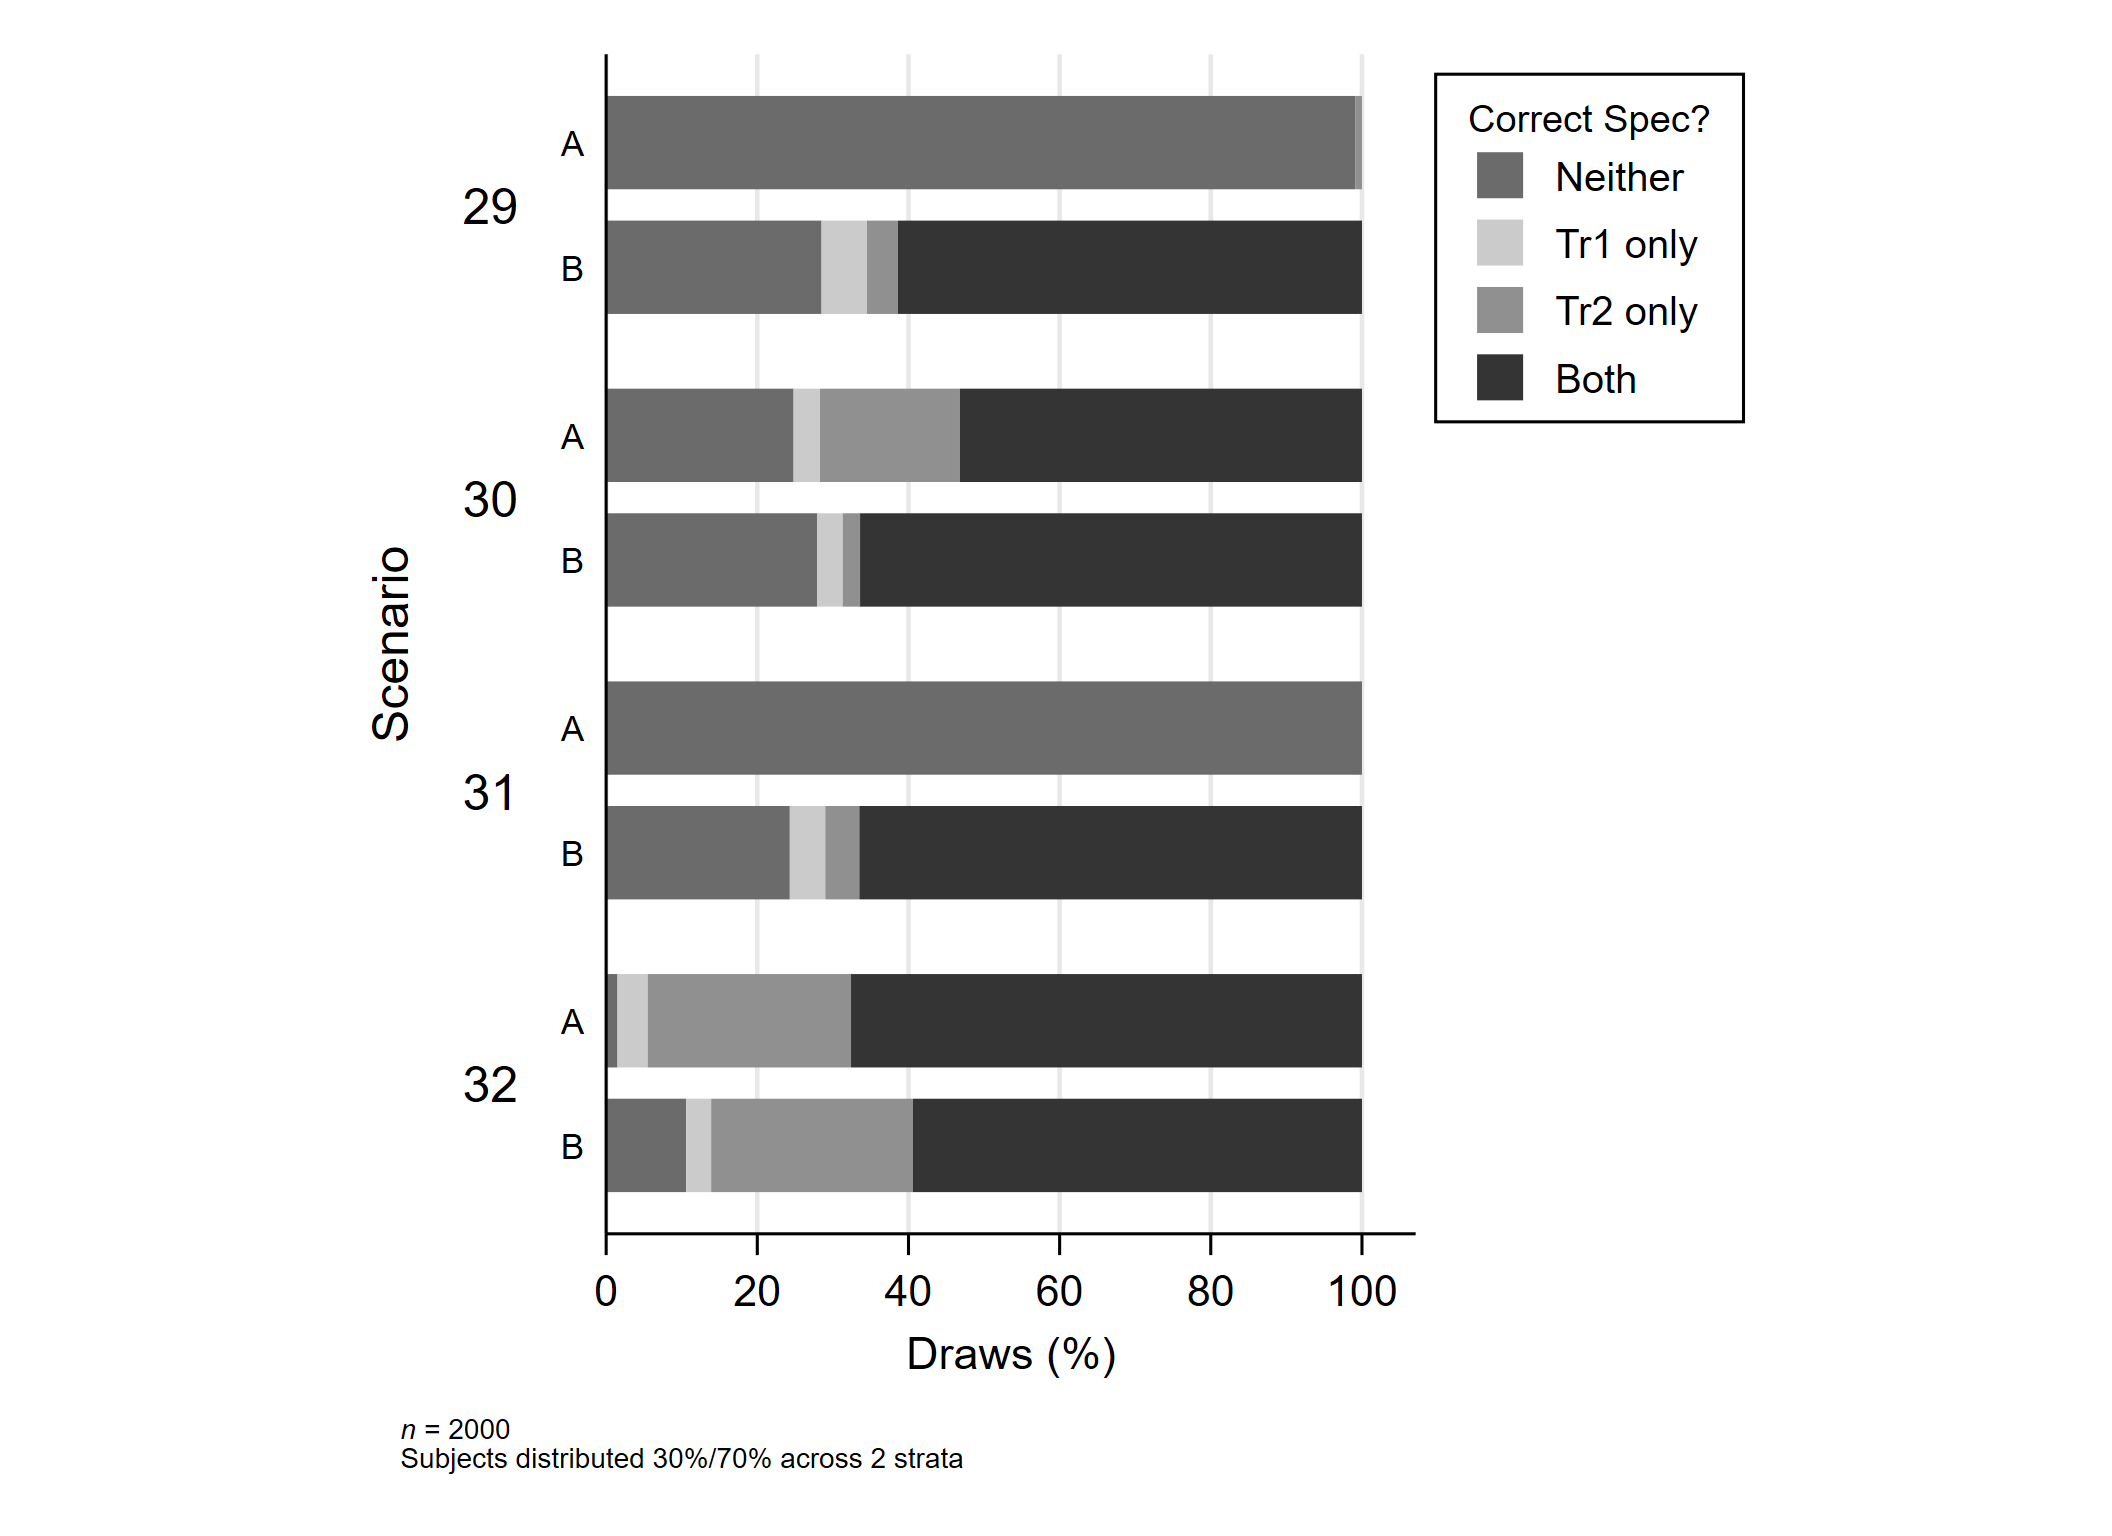 Correct Spec?
Neither
Tr1 only
Tr2 only
Both
Scenario
29
A
B
30
A
B
31
A
B
32
A
B
0 20 40 60 80 100
Draws (%)
n = 2000
Subjects distributed 30%/70% across 2 strata